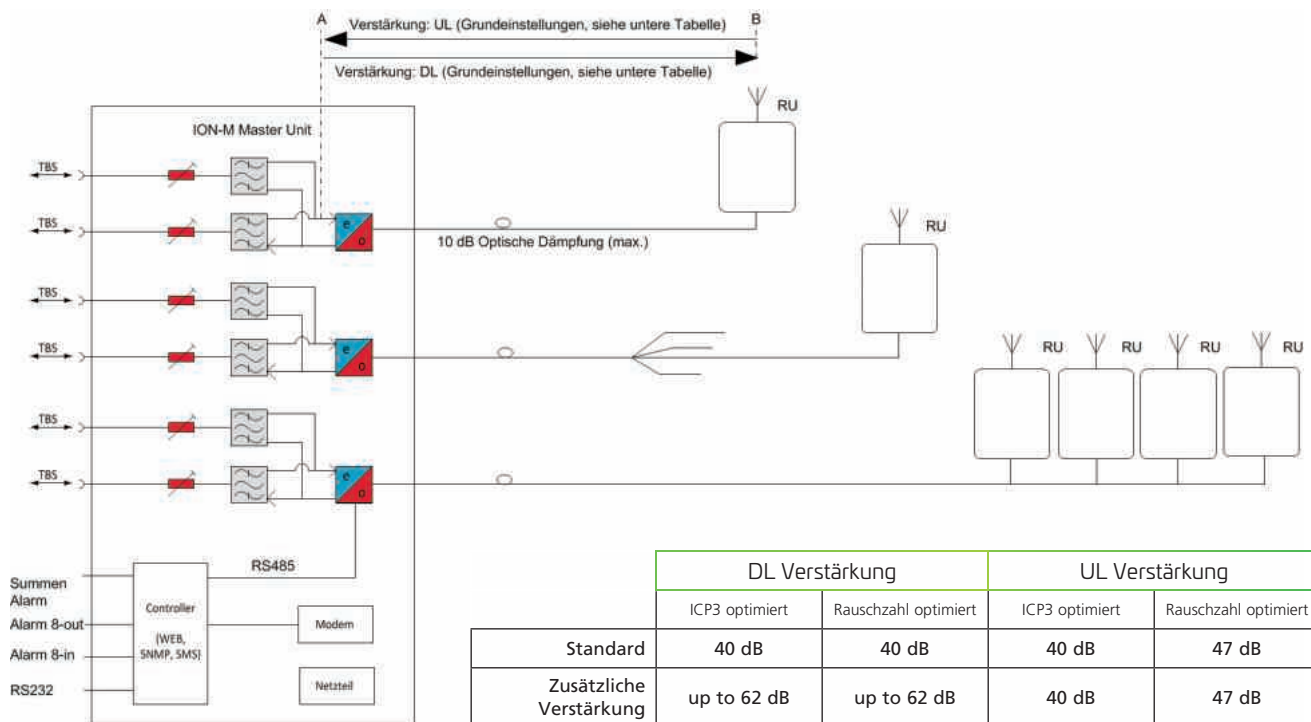 A
B
Verstärkung: UL (Grundeinstellungen, siehe untere Tabelle)
Verstärkung: DL (Grundeinstellungen, siehe untere Tabelle)
RU
ION-M Master Unit
TBS
TBS
e
o
10 dB Optische Dämpfung (max.)
RU
TBS
TBS
e
o
RU
RU
RU
RU
TBS
TBS
e
o
RS485
Summen
Alarm
Alarm 8-out
Alarm 8-in
RS232
Controller
(WEB,
SNMP, SMS)
Modem
Netzteil
DL Verstärkung UL Verstärkung
ICP3 optimiert Rauschzahl optimiert ICP3 optimiert Rauschzahl optimiert
Standard 40 dB 40 dB 40 dB 47 dB
Zusätzliche
Verstärkung up to 62 dB up to 62 dB 40 dB 47 dB